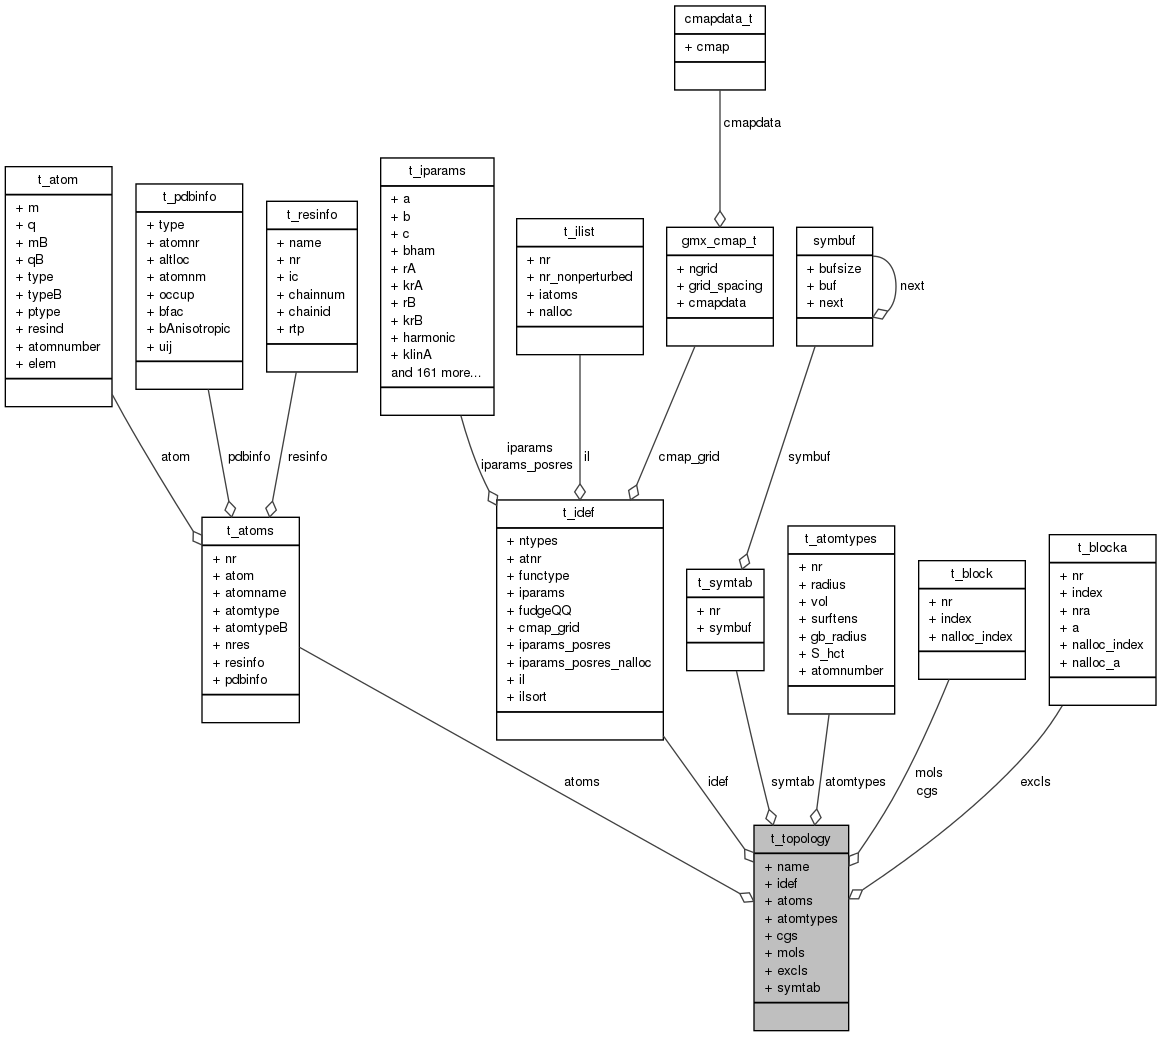 cmapdata_t
+ cmap
cmapdata
t_atom
+ m
+ q
+ mB
+ qB
+ type
+ typeB
+ ptype
+ resind
+ atomnumber
+ elem
t_pdbinfo
+ type
+ atomnr
+ altloc
+ atomnm
+ occup
+ bfac
+ bAnisotropic
+ uij
t_resinfo
+ name
+ nr
+ ic
+ chainnum
+ chainid
+ rtp
t_iparams
+ a
+ b
+ c
+ bham
+ rA
+ krA
+ rB
+ krB
+ harmonic
+ klinA
and 161 more...
t_ilist
+ nr
+ nr_nonperturbed
+ iatoms
+ nalloc
gmx_cmap_t
+ ngrid
+ grid_spacing
+ cmapdata
symbuf
+ bufsize
+ buf
+ next
next
atom
pdbinfo
resinfo
iparams
iparams_posres
il
cmap_grid
symbuf
t_atoms
+ nr
+ atom
+ atomname
+ atomtype
+ atomtypeB
+ nres
+ resinfo
+ pdbinfo
t_idef
+ ntypes
+ atnr
+ functype
+ iparams
+ fudgeQQ
+ cmap_grid
+ iparams_posres
+ iparams_posres_nalloc
+ il
+ ilsort
t_symtab
+ nr
+ symbuf
t_atomtypes
+ nr
+ radius
+ vol
+ surftens
+ gb_radius
+ S_hct
+ atomnumber
t_block
+ nr
+ index
+ nalloc_index
t_blocka
+ nr
+ index
+ nra
+ a
+ nalloc_index
+ nalloc_a
atoms
idef
symtab
atomtypes
mols
cgs
excls
t_topology
+ name
+ idef
+ atoms
+ atomtypes
+ cgs
+ mols
+ excls
+ symtab